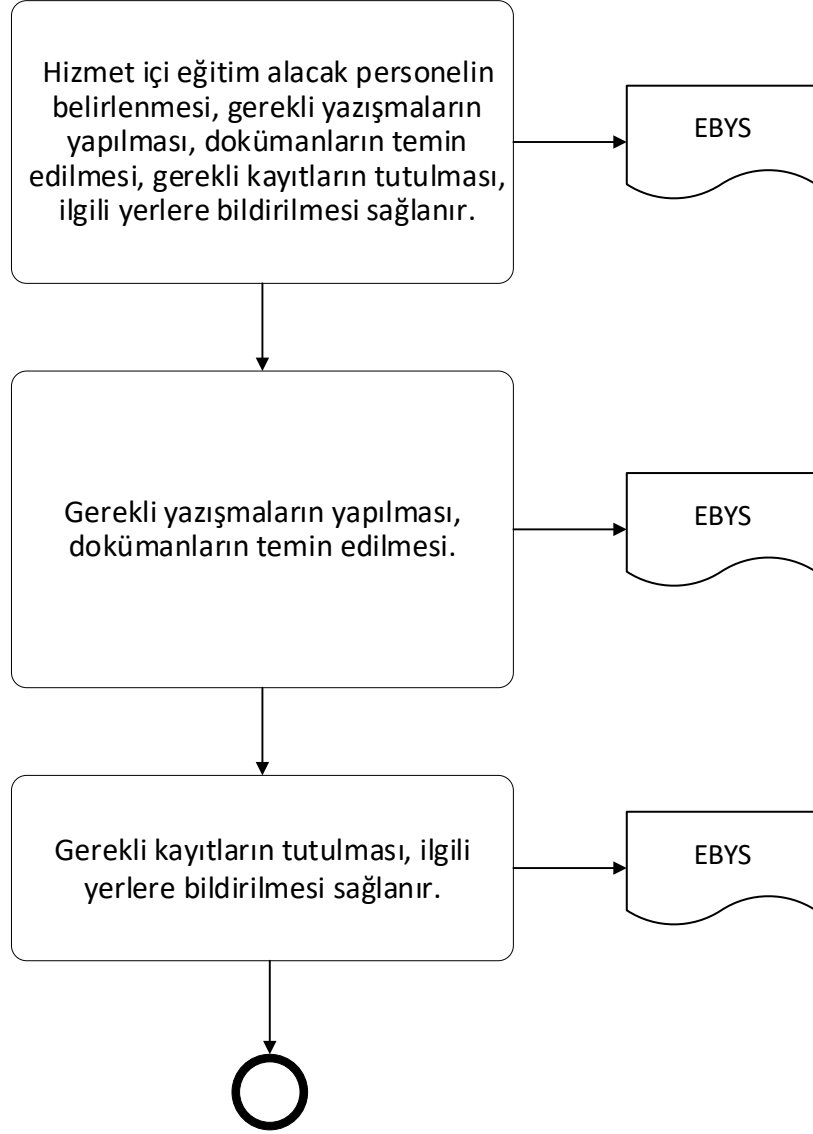 Hizmet içi eğitim alacak personelin
belirlenmesi, gerekli yazışmaların
yapılması, dokümanların temin
edilmesi, gerekli kayıtların tutulması,
ilgili yerlere bildirilmesi sağlanır.
EBYS
Gerekli yazışmaların yapılması,
dokümanların temin edilmesi.
EBYS
Gerekli kayıtların tutulması, ilgili
yerlere bildirilmesi sağlanır.
EBYS